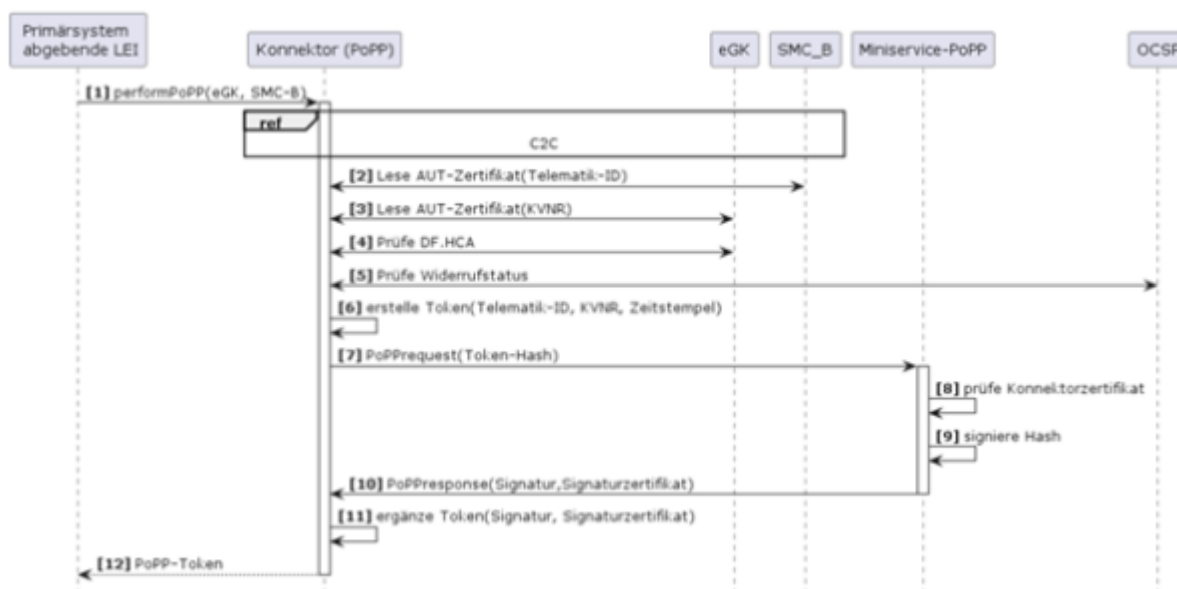 Primärsystem
abgebende LEI
Konnektor (PoPP)
eGK
SMC_B
Miniservice-PoPP
OCSP
[1] performPoPP(eGK, SMC-B)
ref
C2C
[2] Lese AUT-Zertifikat(Telematik-ID)
[3] Lese AUT-Zertifikat(KVNR)
[4] Prüfe DF.HCA
[5] Prüfe Widerrufstatus
[6] erstelle Token(Telematik-ID, KVNR, Zeitstempel)
[7] PoPPrequest(Token-Hash)
[8] prüfe Konnektorzertifikat
[9] signiere Hash
[10] PoPPresponse(Signatur,Signaturzertifikat)
[11] ergänze Token(Signatur, Signaturzertifikat)
[12] PoPP-Token